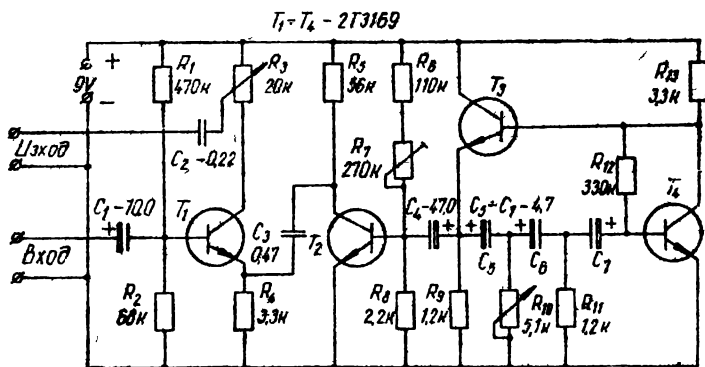 T₁÷T₄ – 2T3169
+
9V
–
Изход
Вход
R₁
470к
R₃
20к
C₂–0,22
C₁–10,0
+
T₁
R₂
68к
R₄
3,3к
C₃
0,47
R₅
56к
T₂
R₆
110к
R₇
270к
C₄–47,0
+
R₈
2,2к
R₉
1,2к
T₃
C₅÷C₇–4,7
+
C₅
+
C₆
+
C₇
R₁₀
5,1к
R₁₁
1,2к
R₁₂
330к
R₁₃
3,3к
T₄